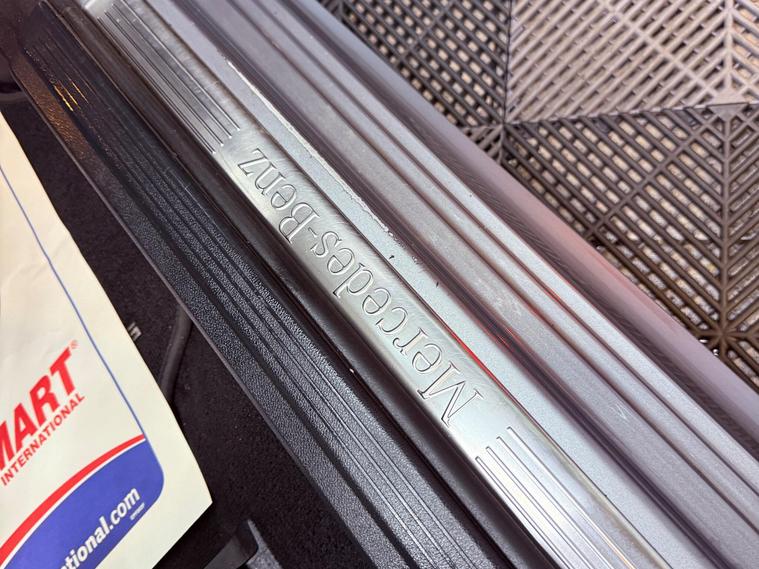 Mercedes-Benz
MART®
INTERNATIONAL
tional.com